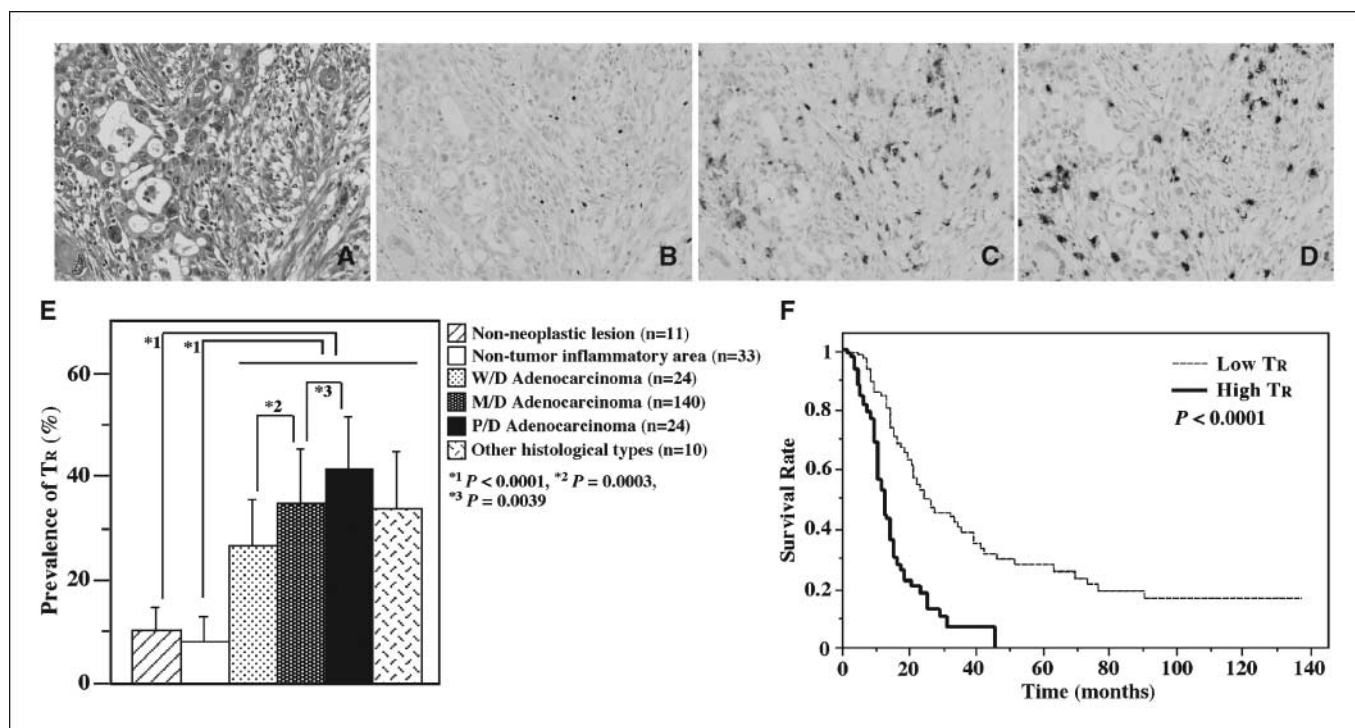 A
B
C
D
E
Prevalence of TR (%)
60
40
20
0
*1
*1
*2
*3
Non-neoplastic lesion (n=11)
Non-tumor inflammatory area (n=33)
W/D Adenocarcinoma (n=24)
M/D Adenocarcinoma (n=140)
P/D Adenocarcinoma (n=24)
Other histological types (n=10)
*1 P < 0.0001, *2 P = 0.0003,
*3 P = 0.0039
F
Survival Rate
1
0.8
0.6
0.4
0.2
0
Low TR
High TR
P < 0.0001
0 20 40 60 80 100 120 140
Time (months)